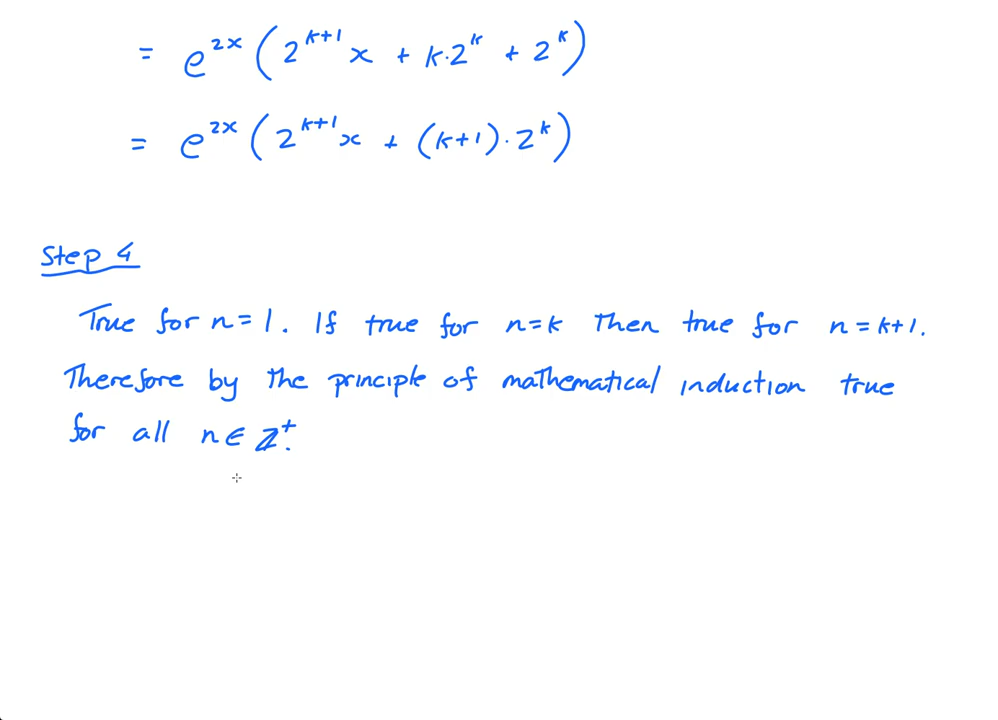 = e^{2x} ( 2^{k+1} x + k·2^k + 2^k )
= e^{2x} ( 2^{k+1} x + (k+1)·2^k )
Step 4
True for n = 1. If true for n = k then true for n = k+1.
Therefore by the principle of mathematical induction true
for all n ∈ ℤ⁺.